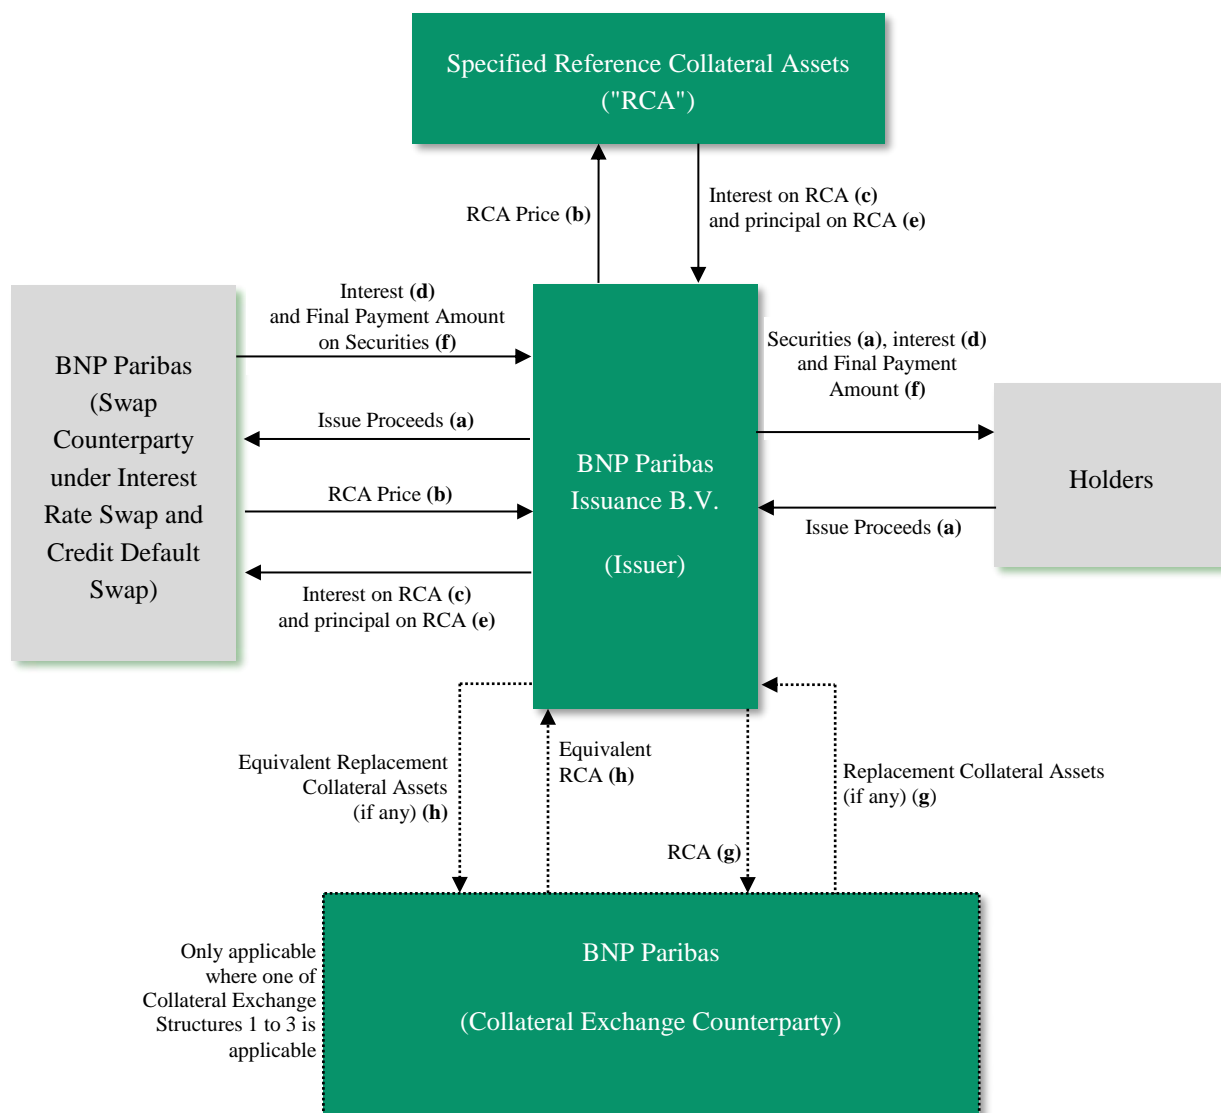 Specified Reference Collateral Assets
("RCA")
RCA Price (b)
Interest on RCA (c)
and principal on RCA (e)
Interest (d)
and Final Payment Amount
on Securities (f)
Securities (a), interest (d)
and Final Payment
Amount (f)
BNP Paribas
(Swap
Counterparty
under Interest
Rate Swap and
Credit Default
Swap)
Issue Proceeds (a)
RCA Price (b)
Interest on RCA (c)
and principal on RCA (e)
BNP Paribas
Issuance B.V.
(Issuer)
Holders
Issue Proceeds (a)
Equivalent Replacement
Collateral Assets
(if any) (h)
Equivalent
RCA (h)
RCA (g)
Replacement Collateral Assets
(if any) (g)
Only applicable
where one of
Collateral Exchange
Structures 1 to 3 is
applicable
BNP Paribas
(Collateral Exchange Counterparty)